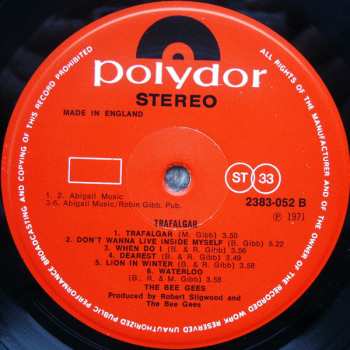 polydor
STEREO
MADE IN ENGLAND
ALL RIGHTS OF THE MANUFACTURER AND OF THE OWNER OF THE RECORDED WORK RESERVED UNAUTHORIZED PUBLIC PERFORMANCE BROADCASTING AND COPYING OF THIS RECORD PROHIBITED
ST 33
1. 2. Abigail Music
3-6. Abigail Music/Robin Gibb. Pub.
2383-052 B
℗ 1971
TRAFALGAR
1. TRAFALGAR (M. Gibb) 3.50
2. DON'T WANNA LIVE INSIDE MYSELF (B. Gibb) 5.22
3. WHEN DO I (B. & R. Gibb) 3.53
4. DEAREST (B. & R. Gibb) 3.49
5. LION IN WINTER (B. & R. Gibb) 3.58
6. WATERLOO
(B., R. & M Gibb) 3.60
THE BEE GEES
Produced by Robert Stigwood and
The Bee Gees